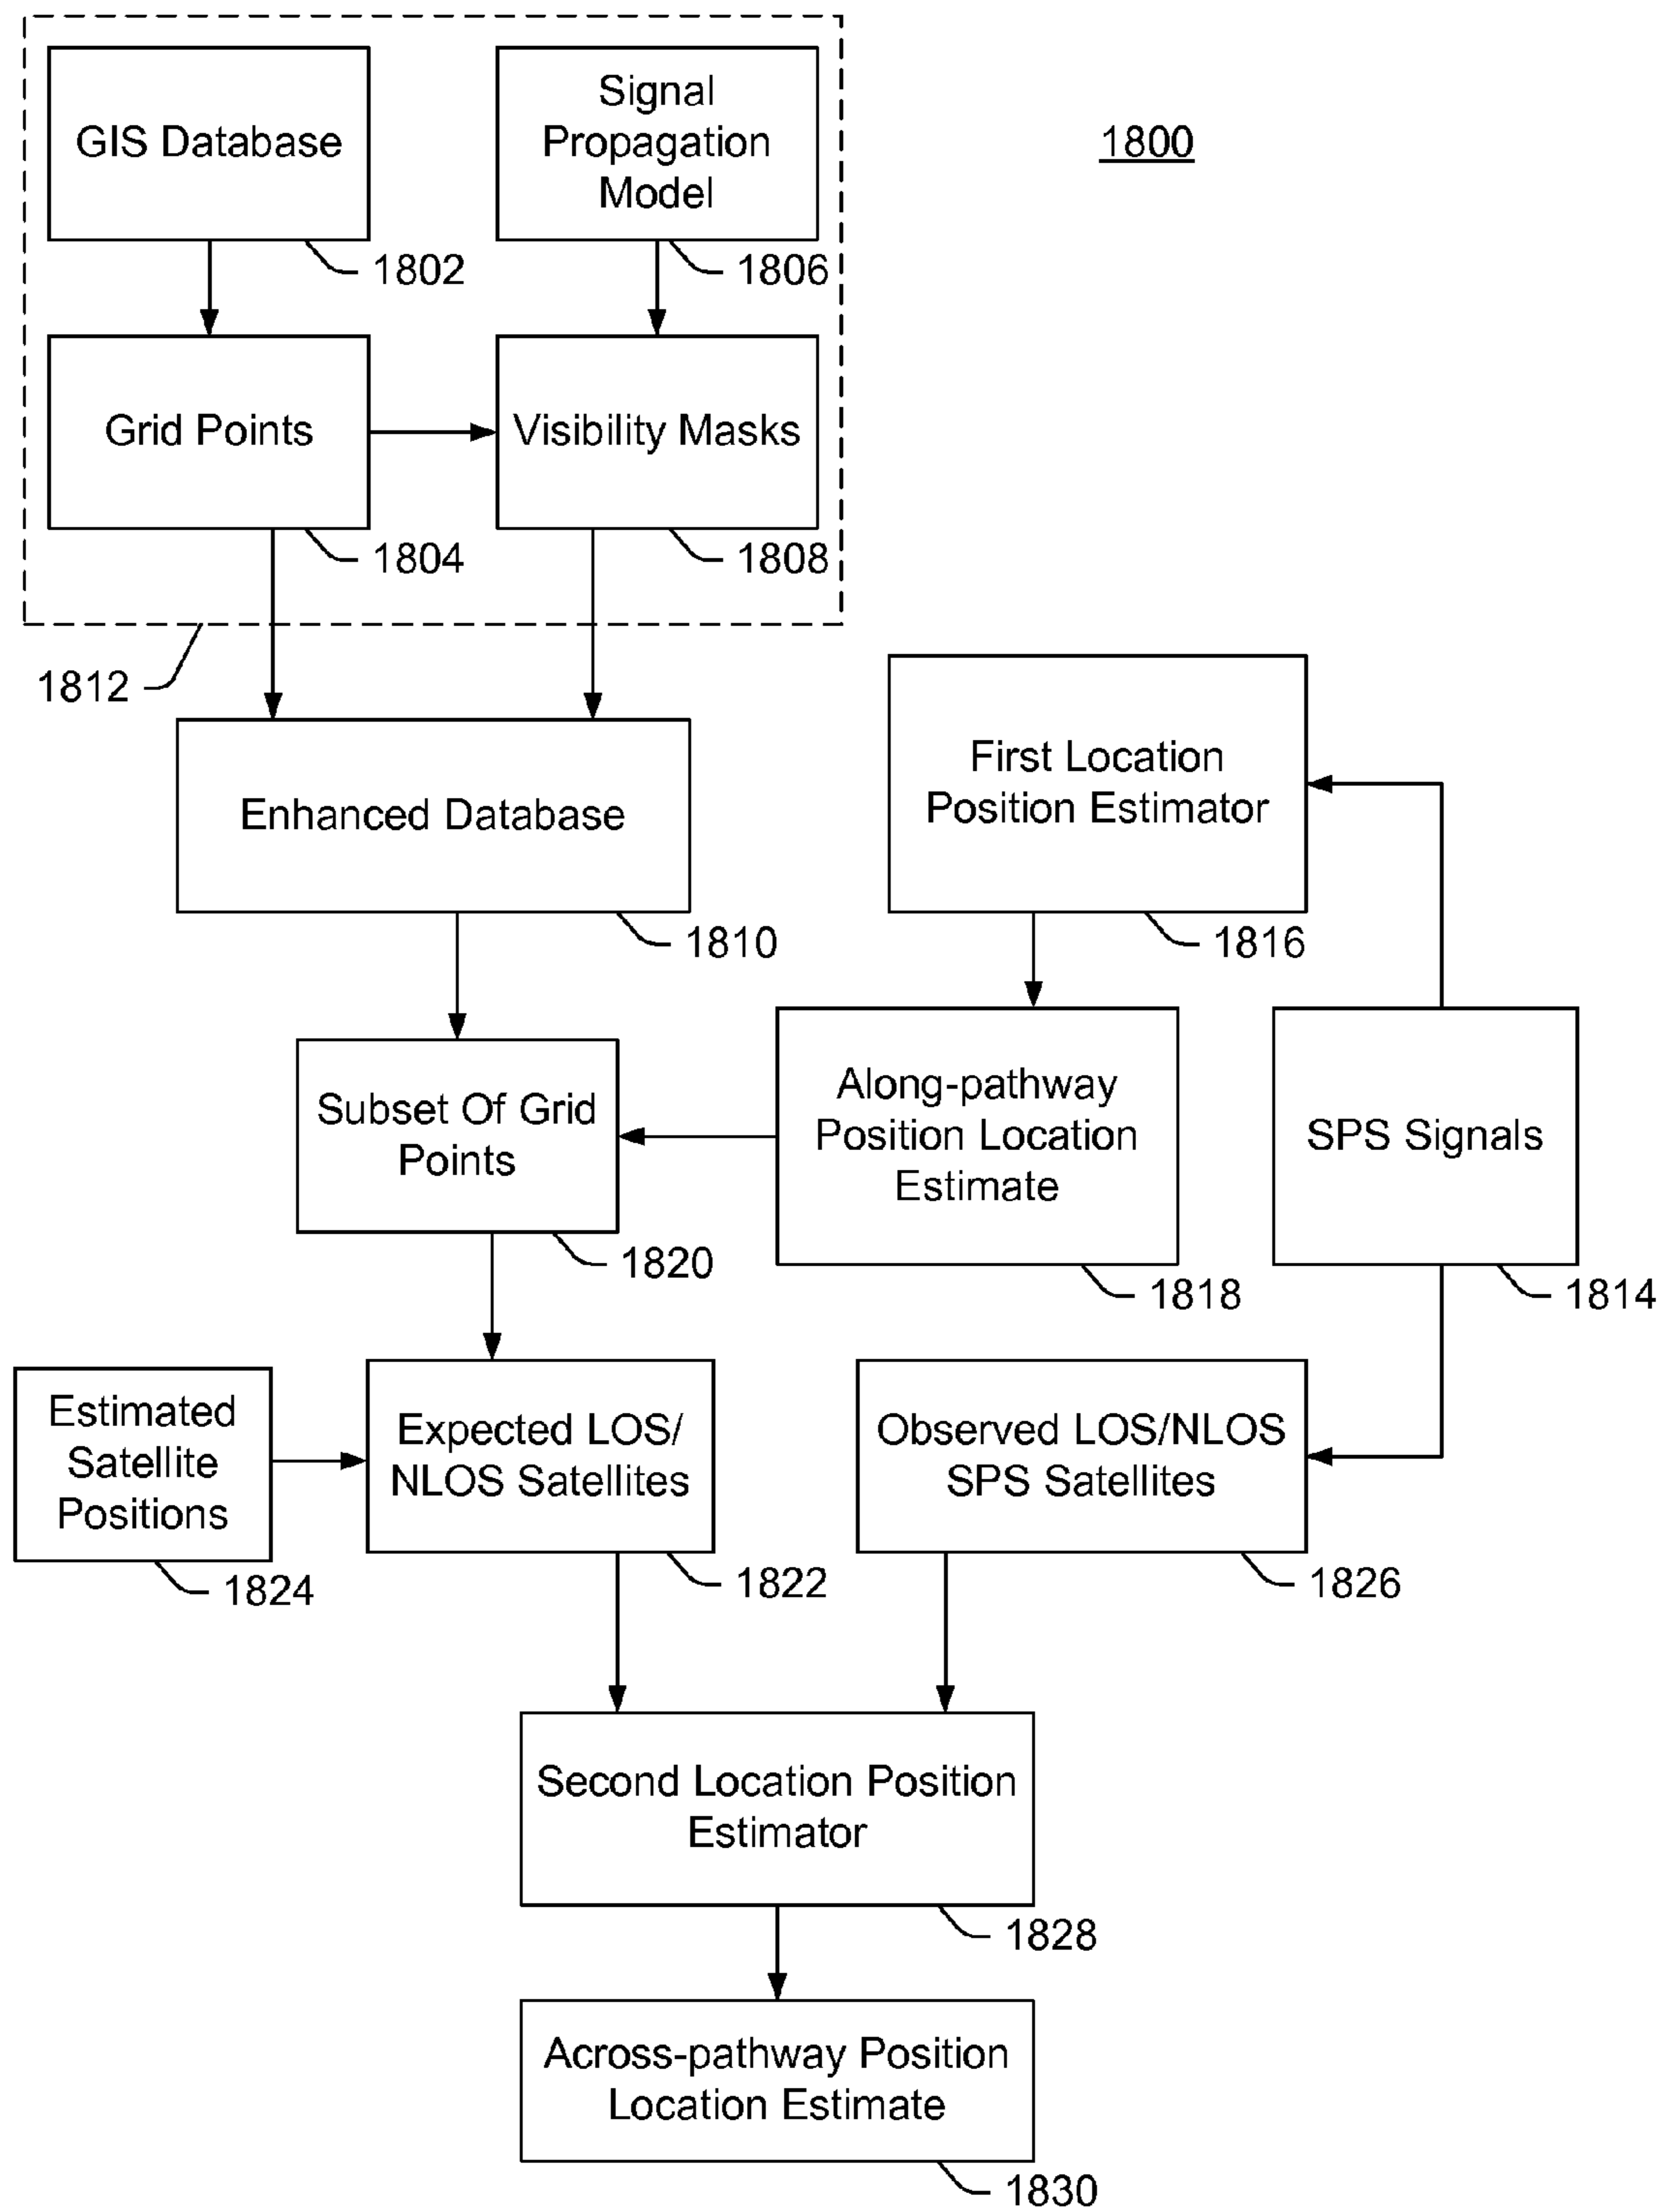 GIS Database
1802
Signal
Propagation
Model
1806
1800
Grid Points
1804
Visibility Masks
1808
1812
Enhanced Database
1810
First Location
Position Estimator
1816
Subset Of Grid
Points
1820
Along-pathway
Position Location
Estimate
1818
SPS Signals
1814
Estimated
Satellite
Positions
1824
Expected LOS/
NLOS Satellites
1822
Observed LOS/NLOS
SPS Satellites
1826
Second Location Position
Estimator
1828
Across-pathway Position
Location Estimate
1830